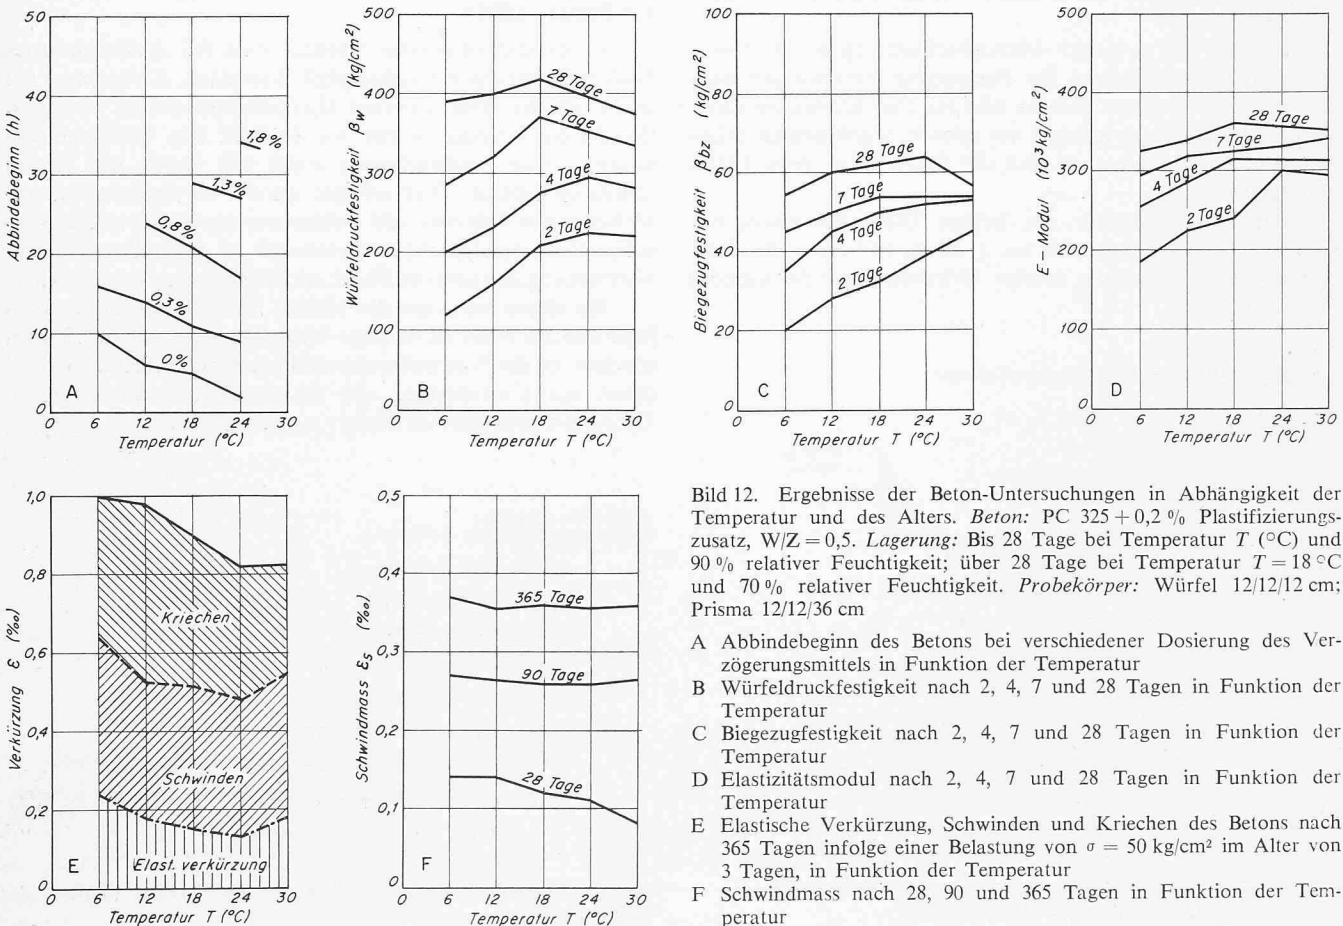 Abbindebeginn (h)
50
40
30
20
10
0
0 6 12 18 24 30
Temperatur (°C)
1,8%
1,3%
0,8%
0,3%
0%
A
Würfeldruckfestigkeit βw (kg/cm²)
500
400
300
200
100
0
0 6 12 18 24 30
Temperatur T (°C)
28 Tage
7 Tage
4 Tage
2 Tage
B
Biegezugfestigkeit βbz (kg/cm²)
100
80
60
40
20
0
0 6 12 18 24 30
Temperatur T (°C)
28 Tage
7 Tage
4 Tage
2 Tage
C
E - Modul (10³ kg/cm²)
500
400
300
200
100
0
0 6 12 18 24 30
Temperatur T (°C)
28 Tage
7 Tage
4 Tage
2 Tage
D
Verkürzung ε (‰)
1,0
0,8
0,6
0,4
0,2
0
0 6 12 18 24 30
Temperatur T (°C)
Kriechen
Schwinden
Elast. verkürzung
E
Schwindmass εs (‰)
0,5
0,4
0,3
0,2
0,1
0
0 6 12 18 24 30
Temperatur T (°C)
365 Tage
90 Tage
28 Tage
F
Bild 12. Ergebnisse der Beton-Untersuchungen in Abhängigkeit der
Temperatur und des Alters. Beton: PC 325 + 0,2 % Plastifizierungs-
zusatz, W/Z = 0,5. Lagerung: Bis 28 Tage bei Temperatur T (°C) und
90 % relativer Feuchtigkeit; über 28 Tage bei Temperatur T = 18 °C
und 70 % relativer Feuchtigkeit. Probekörper: Würfel 12/12/12 cm;
Prisma 12/12/36 cm
A Abbindebeginn des Betons bei verschiedener Dosierung des Ver-
zögerungsmittels in Funktion der Temperatur
B Würfeldruckfestigkeit nach 2, 4, 7 und 28 Tagen in Funktion der
Temperatur
C Biegezugfestigkeit nach 2, 4, 7 und 28 Tagen in Funktion der
Temperatur
D Elastizitätsmodul nach 2, 4, 7 und 28 Tagen in Funktion der
Temperatur
E Elastische Verkürzung, Schwinden und Kriechen des Betons nach
365 Tagen infolge einer Belastung von σ = 50 kg/cm² im Alter von
3 Tagen, in Funktion der Temperatur
F Schwindmass nach 28, 90 und 365 Tagen in Funktion der Tem-
peratur